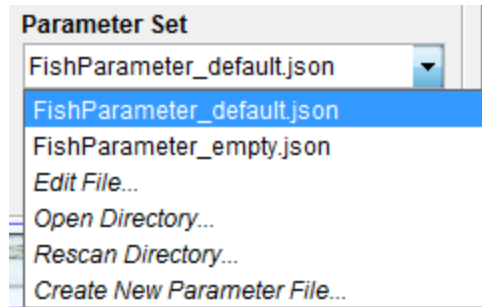 Parameter Set
FishParameter_default.json
FishParameter_default.json
FishParameter_empty.json
Edit File...
Open Directory...
Rescan Directory...
Create New Parameter File...